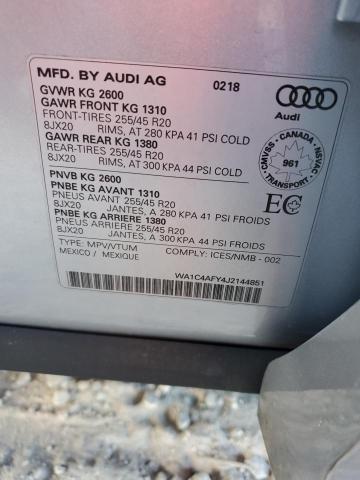 MFD. BY AUDI AG 0218
GVWR KG 2600
GAWR FRONT KG 1310
FRONT-TIRES 255/45 R20
8JX20 RIMS, AT 280 KPA 41 PSI COLD
GAWR REAR KG 1380
REAR-TIRES 255/45 R20
8JX20 RIMS, AT 300 KPA 44 PSI COLD
PNVB KG 2600
PNBE KG AVANT 1310
PNEUS AVANT 255/45 R20
8JX20 JANTES, A 280 KPA 41 PSI FROIDS
PNBE KG ARRIERE 1380
PNEUS ARRIERE 255/45 R20
8JX20 JANTES, A 300 KPA 44 PSI FROIDS
TYPE: MPV/VTUM COMPLY: ICES/NMB - 002
MEXICO / MEXIQUE
WA1C4AFY4J2144851
Audi
CANADA
CMVSS NSVAC
961
EC